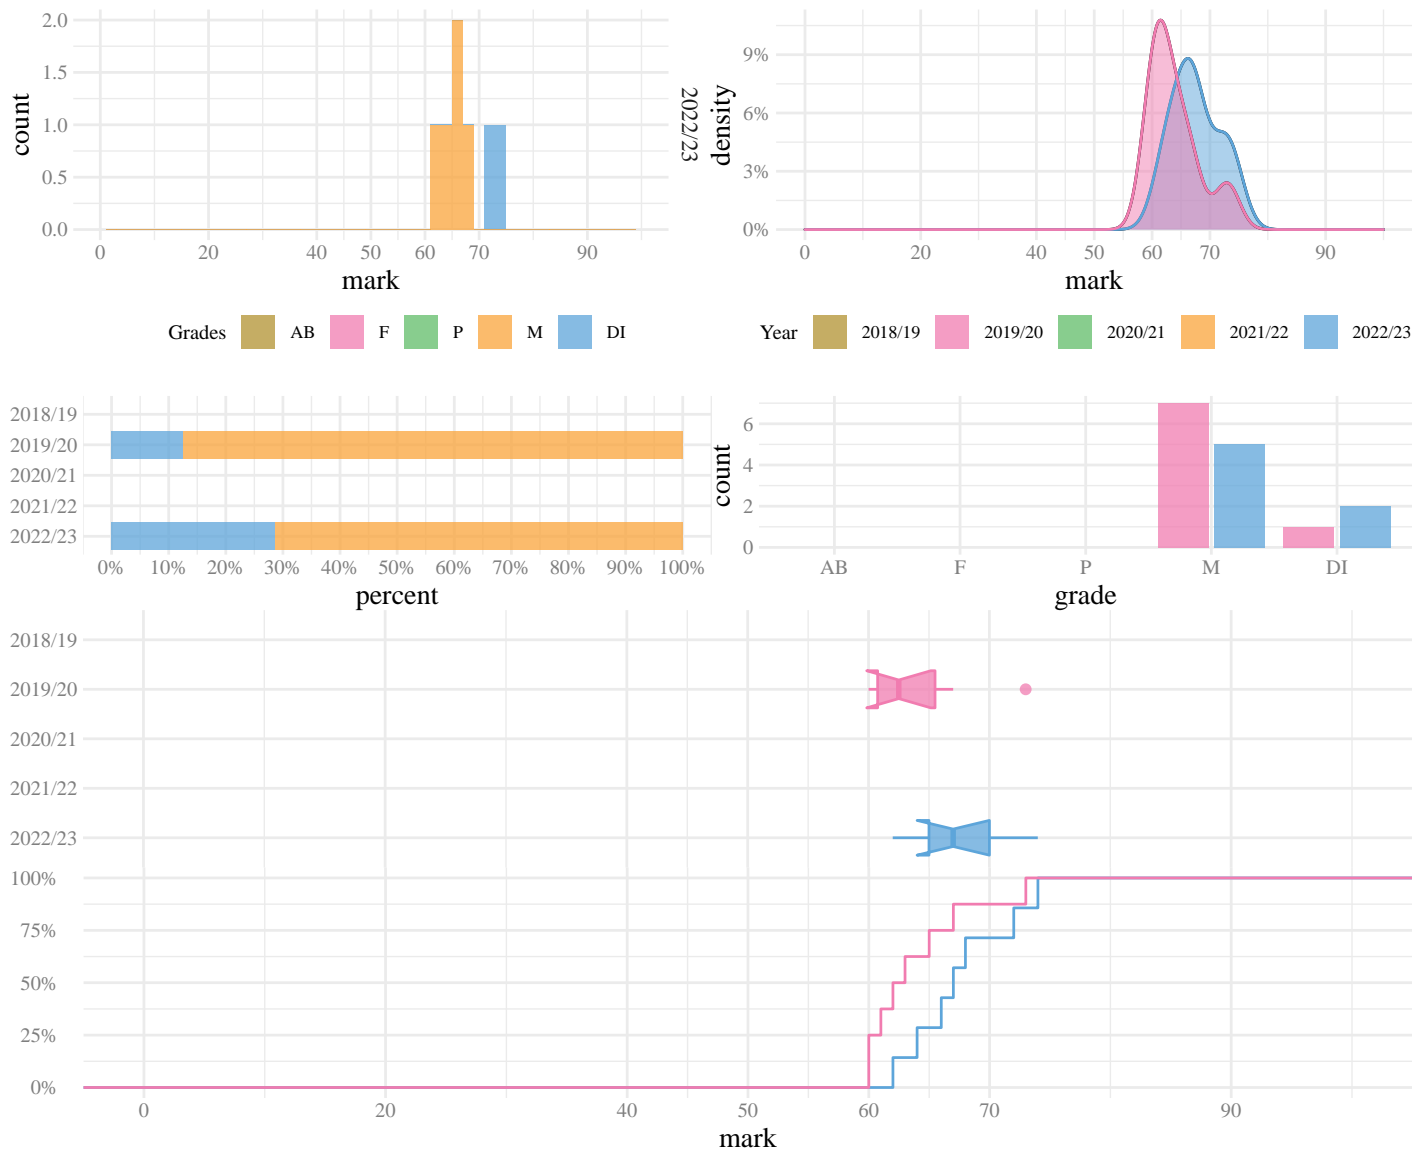 2.0
1.5
1.0
0.5
0.0
count
0 20 40 50 60 70 90
mark
2022/23
9%
6%
3%
0%
density
0 20 40 50 60 70 90
mark
Grades AB F P M DI
Year 2018/19 2019/20 2020/21 2021/22 2022/23
2018/19
2019/20
2020/21
2021/22
2022/23
0% 10% 20% 30% 40% 50% 60% 70% 80% 90% 100%
percent
6
4
2
0
count
AB F P M DI
grade
2018/19
2019/20
2020/21
2021/22
2022/23
100%
75%
50%
25%
0%
0 20 40 60 70 90
mark